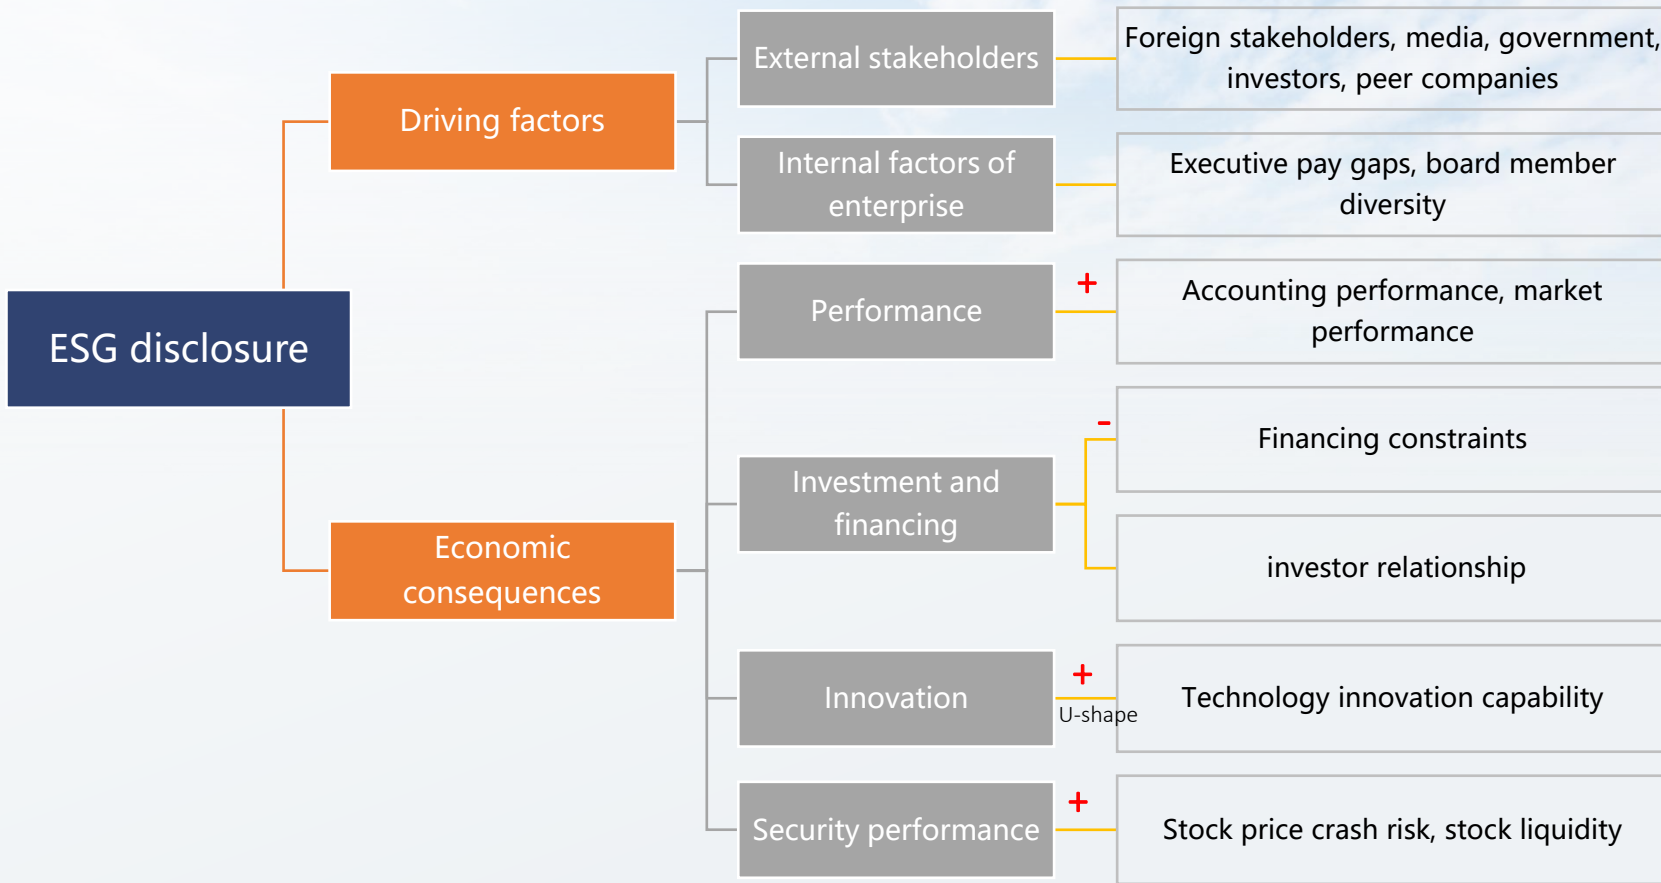 ESG disclosure
Driving factors
External stakeholders
Foreign stakeholders, media, government,
investors, peer companies
Internal factors of
enterprise
Executive pay gaps, board member
diversity
Economic
consequences
Performance
+
Accounting performance, market
performance
Investment and
financing
-
Financing constraints
investor relationship
Innovation
+
U-shape
Technology innovation capability
Security performance
+
Stock price crash risk, stock liquidity